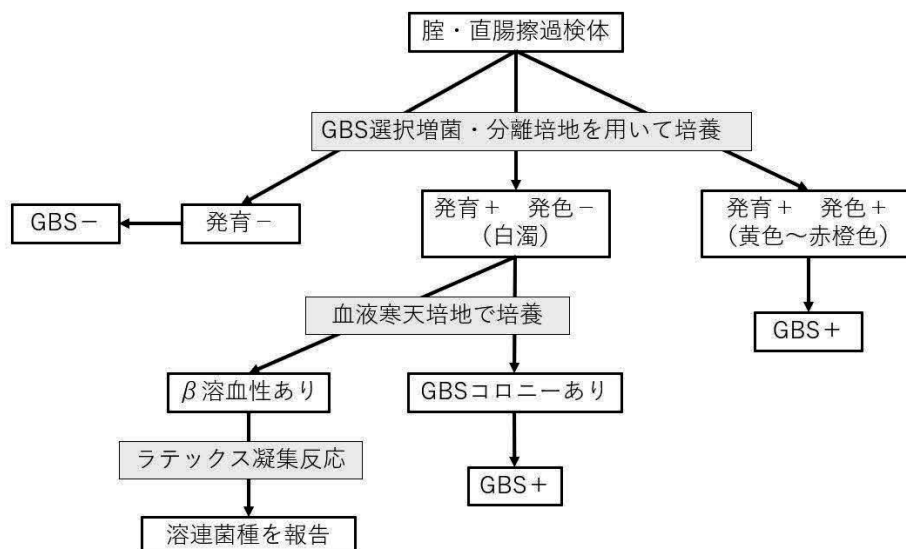 腟・直腸擦過検体
GBS選択増菌・分離培地を用いて培養
GBS－
発育－
発育＋　発色－
（白濁）
発育＋　発色＋
（黄色～赤橙色）
血液寒天培地で培養
GBS＋
β溶血性あり
GBSコロニーあり
ラテックス凝集反応
GBS＋
溶連菌種を報告